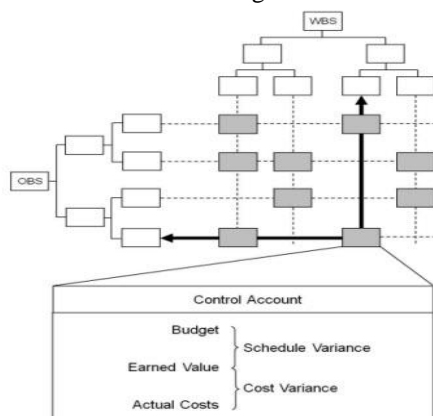 WBS
OBS
Control Account
Budget
Schedule Variance
Earned Value
Cost Variance
Actual Costs